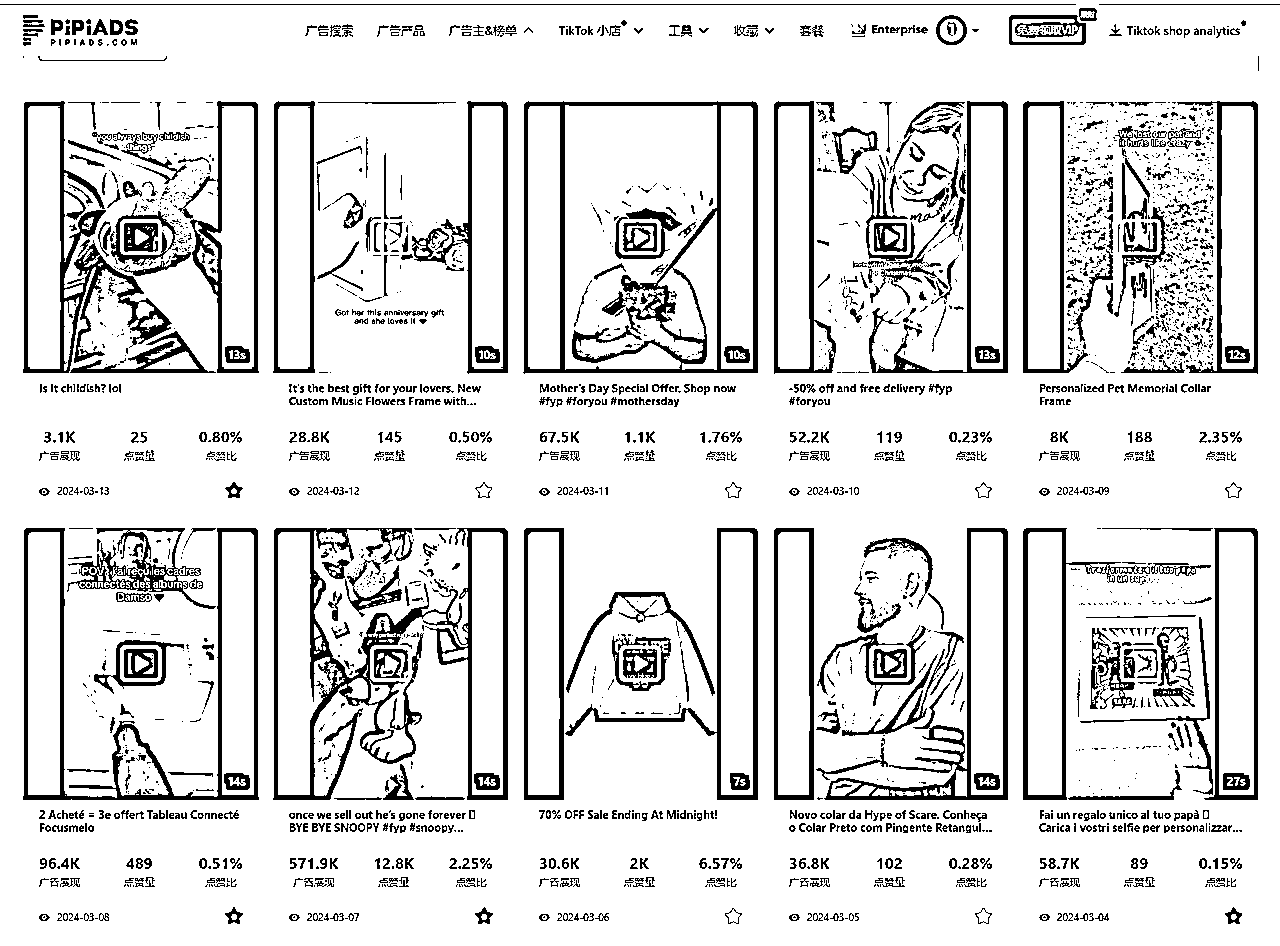 PiPiADS
PIPIADS.COM
广告搜索
广告产品
广告主&榜单
TikTok 小店
工具
收藏
套餐
Enterprise
免费领取VIP
Tiktok shop analytics
"you always buy childish
things"
13s
Is it childish? lol
3.1K 25 0.80%
广告展现 点赞量 点赞比
2024-03-13
Got her this anniversary gift
and she loves it ❤
10s
It's the best gift for your lovers. New
Custom Music Flowers Frame with...
28.8K 145 0.50%
广告展现 点赞量 点赞比
2024-03-12
10s
Mother's Day Special Offer. Shop now
#fyp #foryou #mothersday
67.5K 1.1K 1.76%
广告展现 点赞量 点赞比
2024-03-11
13s
-50% off and free delivery #fyp
#foryou
52.2K 119 0.23%
广告展现 点赞量 点赞比
2024-03-10
We lost our pet and
it hurts like crazy
12s
Personalized Pet Memorial Collar
Frame
8K 188 2.35%
广告展现 点赞量 点赞比
2024-03-09
POV: J'ai reçu les cadres
connectés des albums de
Damso ❤
14s
2 Acheté = 3e offert Tableau Connecté
Focusmelo
96.4K 489 0.51%
广告展现 点赞量 点赞比
2024-03-08
14s
once we sell out he's gone forever
BYE BYE SNOOPY #fyp #snoopy...
571.9K 12.8K 2.25%
广告展现 点赞量 点赞比
2024-03-07
7s
70% OFF Sale Ending At Midnight!
30.6K 2K 6.57%
广告展现 点赞量 点赞比
2024-03-06
14s
Novo colar da Hype of Scare. Conheça
o Colar Preto com Pingente Retangul...
36.8K 102 0.28%
广告展现 点赞量 点赞比
2024-03-05
27s
Fai un regalo unico al tuo papà
Carica i vostri selfie per personalizzar...
58.7K 89 0.15%
广告展现 点赞量 点赞比
2024-03-04